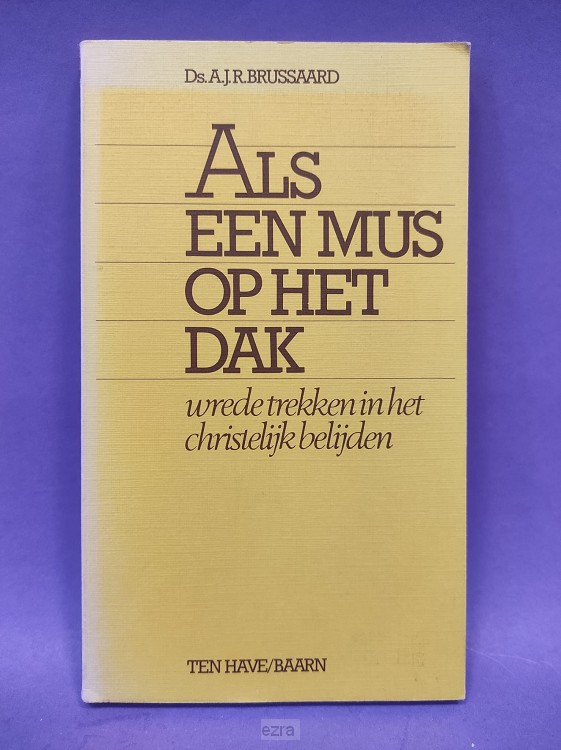 Ds. A.J.R. BRUSSAARD
ALS
EEN MUS
OP HET
DAK
wrede trekken in het
christelijk belijden
TEN HAVE/BAARN
ezra